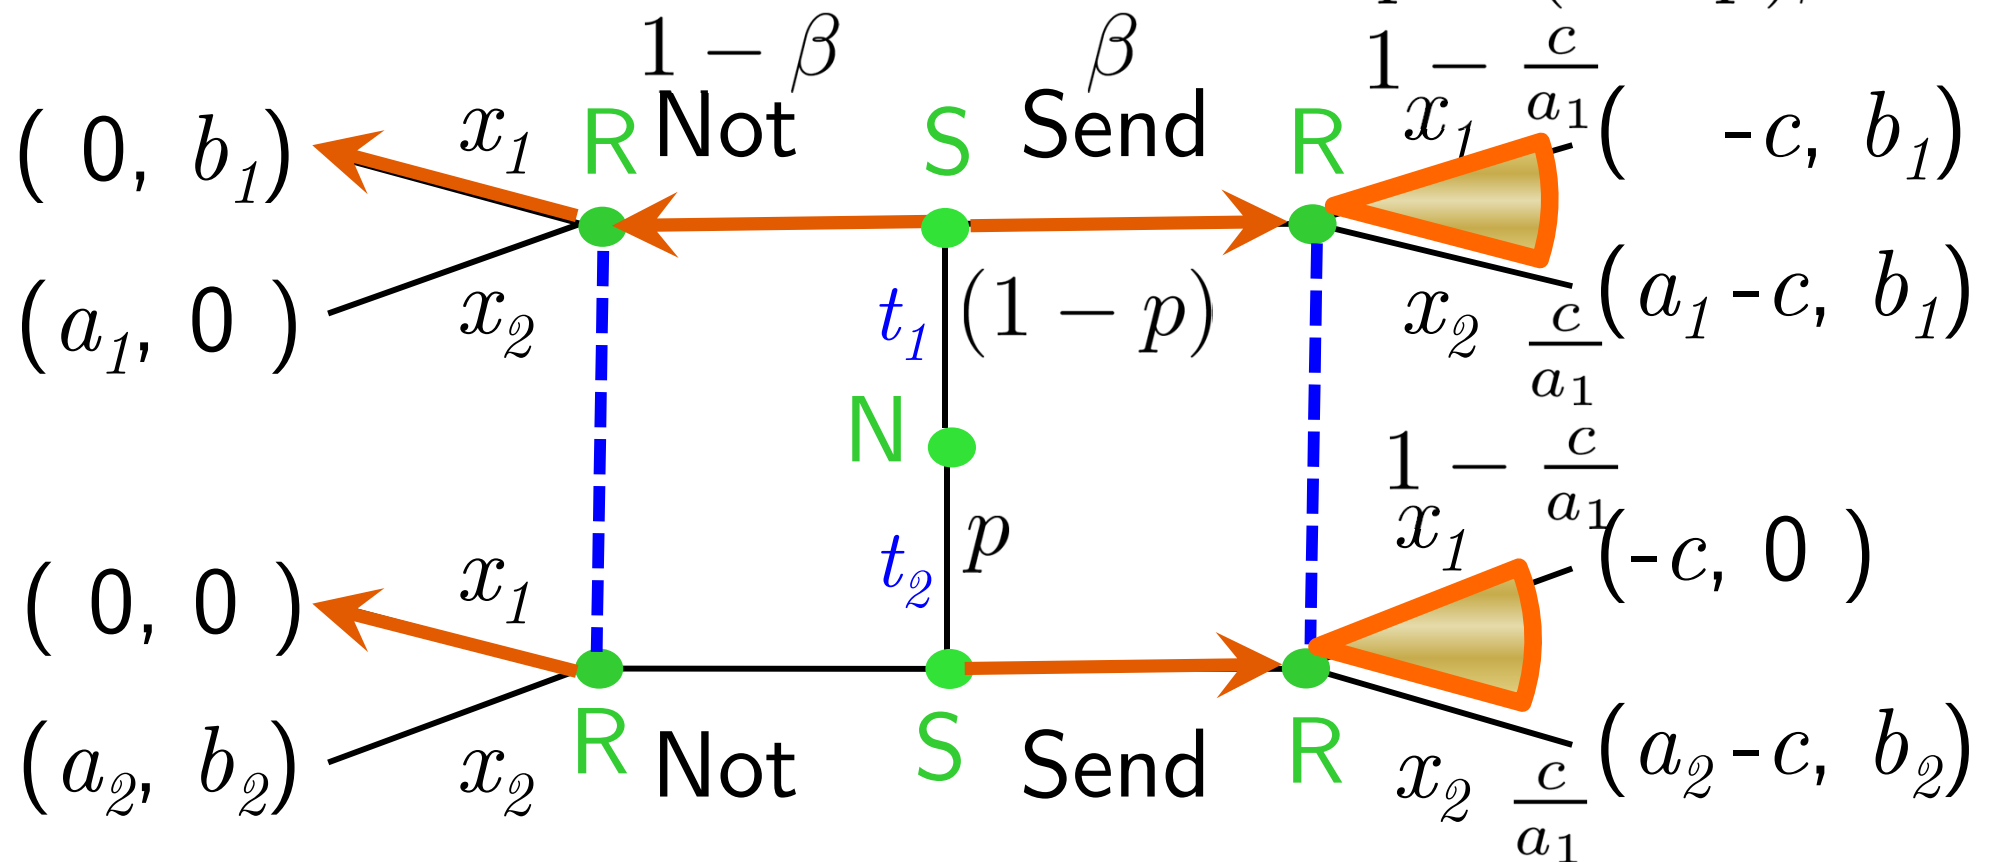 1 − β β 1 − c/a₁
( 0, b₁) x₁ R Not S Send R x₁ ( -c, b₁)
(a₁, 0 ) x₂ t₁ (1 − p) x₂ c/a₁ (a₁-c, b₁)
N 1 − c/a₁
( 0, 0 ) x₁ t₂ p x₁ (-c, 0 )
(a₂, b₂) x₂ R Not S Send R x₂ c/a₁ (a₂-c, b₂)